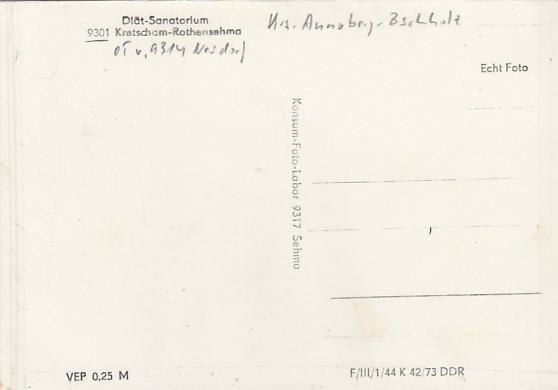 Diät-Sanatorium
9301 Kretscham-Rothensehma
OT v. 9314 Neudorf
Krs. Annaberg-Buchholz
Echt Foto
Konsum-Foto-Labor 9317 Sehma
VEP 0,25 M
F/III/1/44 K 42/73 DDR